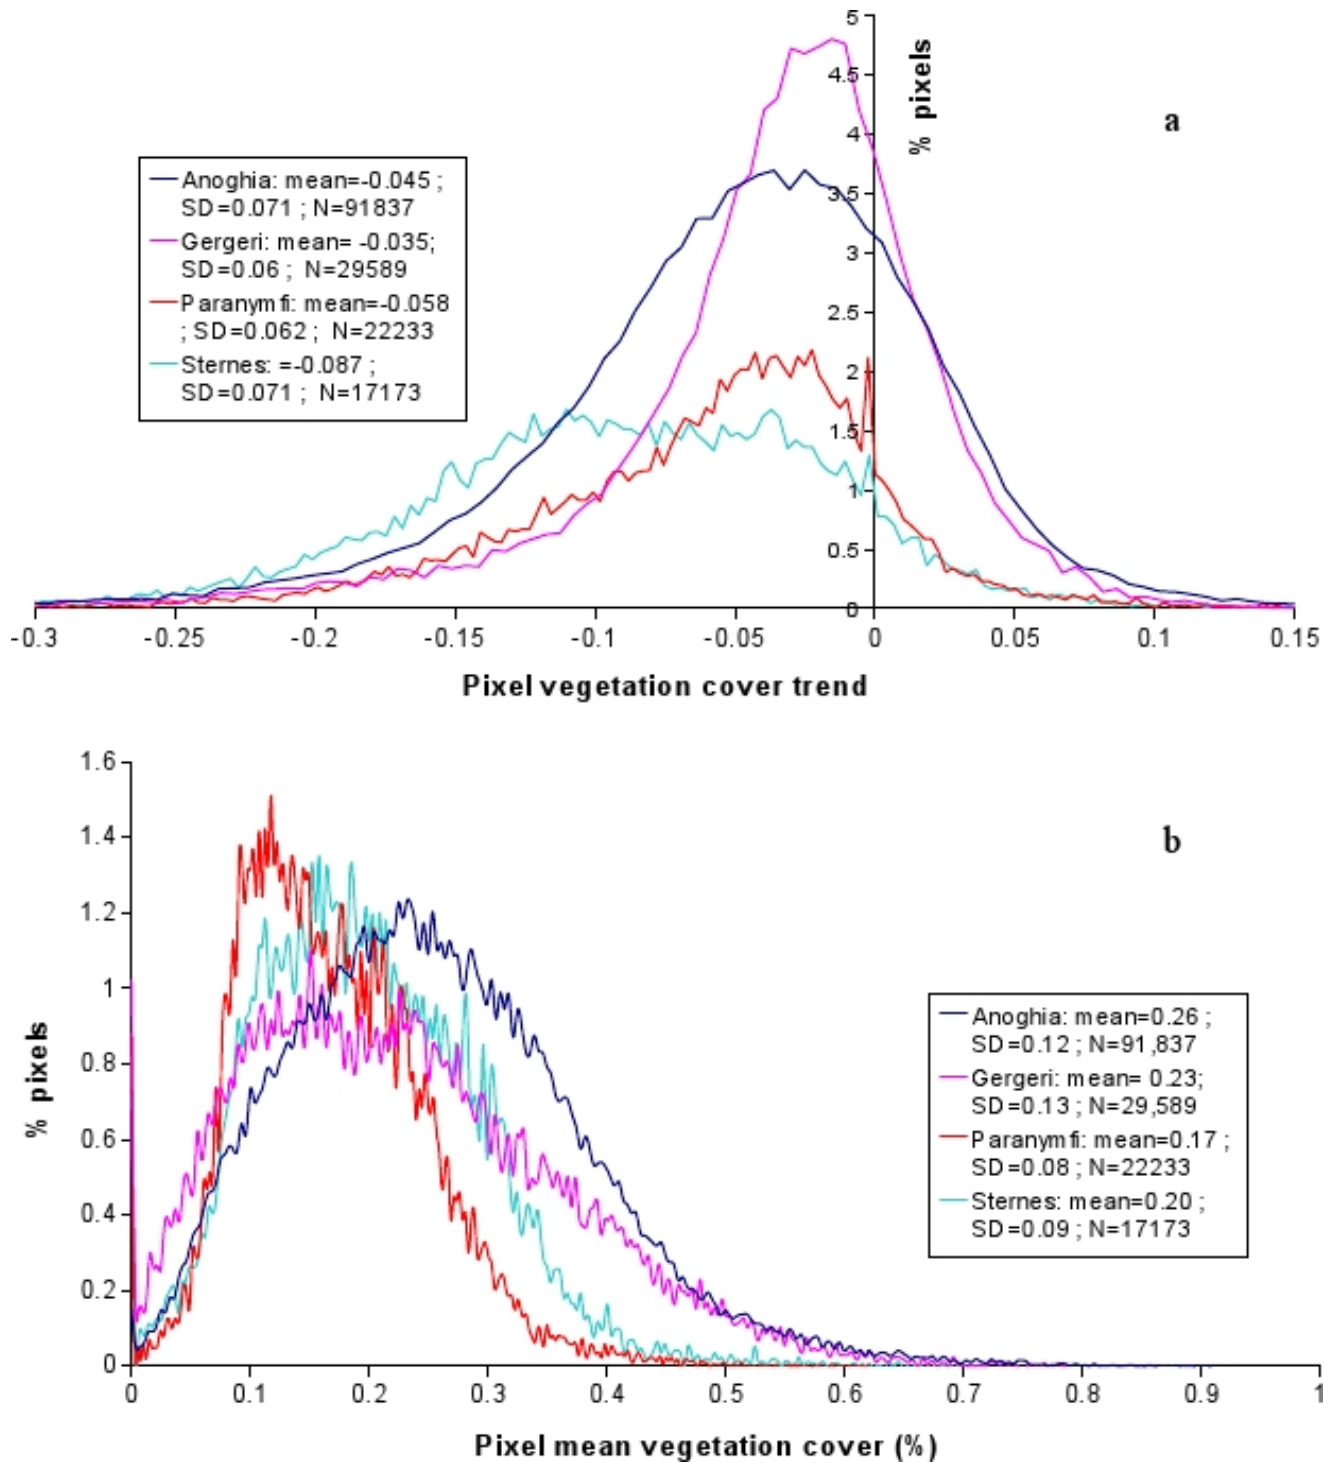 5
4.5
4
3.5
3
2.5
2
1.5
1
0.5
0
% pixels
a
Anoghia: mean=-0.045 ;
SD=0.071 ; N=91837
Gergeri: mean= -0.035;
SD=0.06 ; N=29589
Paranymfi: mean=-0.058
; SD=0.062 ; N=22233
Sternes: =-0.087 ;
SD=0.071 ; N=17173
-0.3 -0.25 -0.2 -0.15 -0.1 -0.05 0 0.05 0.1 0.15
Pixel vegetation cover trend
1.6
1.4
1.2
1
0.8
0.6
0.4
0.2
0
% pixels
b
Anoghia: mean=0.26 ;
SD=0.12 ; N=91,837
Gergeri: mean= 0.23;
SD=0.13 ; N=29,589
Paranymfi: mean=0.17 ;
SD=0.08 ; N=22233
Sternes: mean=0.20 ;
SD=0.09 ; N=17173
0 0.1 0.2 0.3 0.4 0.5 0.6 0.7 0.8 0.9 1
Pixel mean vegetation cover (%)